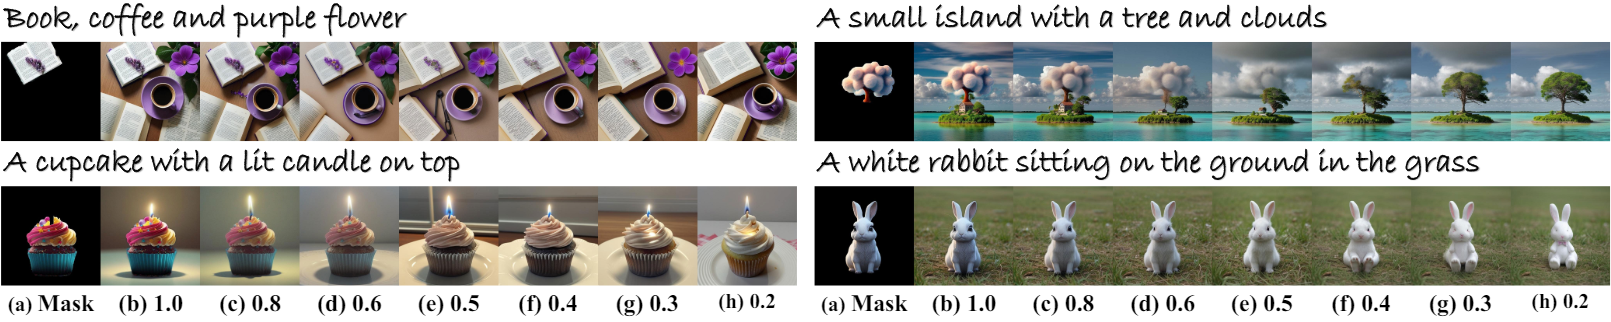 Book, coffee and purple flower
A cupcake with a lit candle on top
(a) Mask (b) 1.0 (c) 0.8 (d) 0.6 (e) 0.5 (f) 0.4 (g) 0.3 (h) 0.2
A small island with a tree and clouds
A white rabbit sitting on the ground in the grass
(a) Mask (b) 1.0 (c) 0.8 (d) 0.6 (e) 0.5 (f) 0.4 (g) 0.3 (h) 0.2